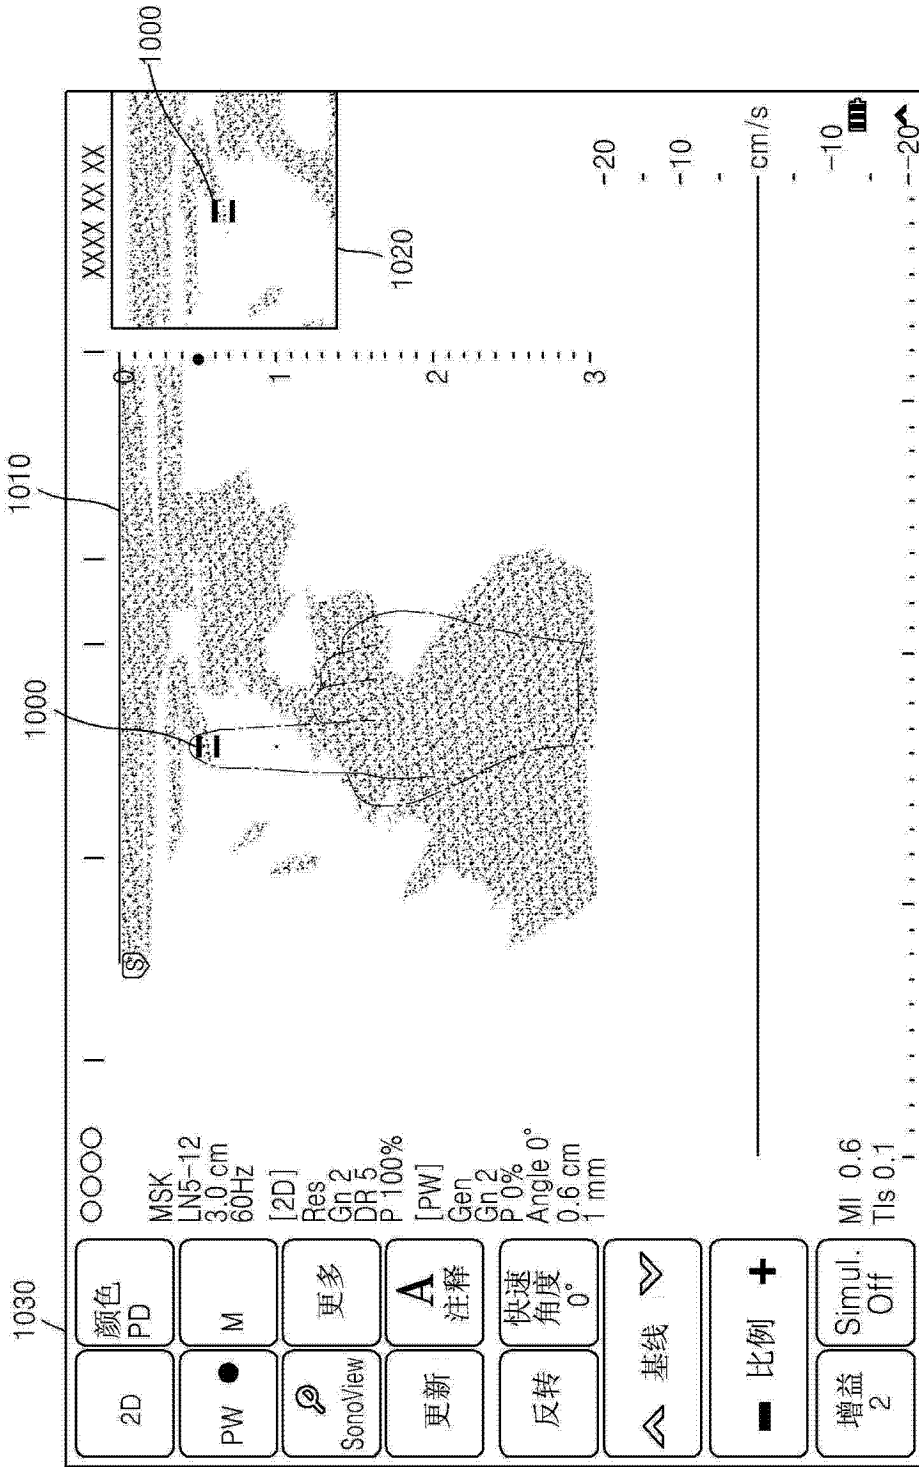 1030
1000
1010
1000
1020
2D
颜色
PD
PW ●
M
SonoView
更多
更新
A
注释
反转
快速
角度
0°
基线
比例
增益
2
Simul.
Off
○○○○
MSK
LN5-12
3.0 cm
60Hz
[2D]
Res
Gn 2
DR 5
P 100%
[PW]
Gen
Gn 2
P 0%
Angle 0°
0.6 cm
1 mm
MI 0.6
TIs 0.1
S
XXXX XX XX
0
1
2
3
-20
-10
cm/s
-10
-20